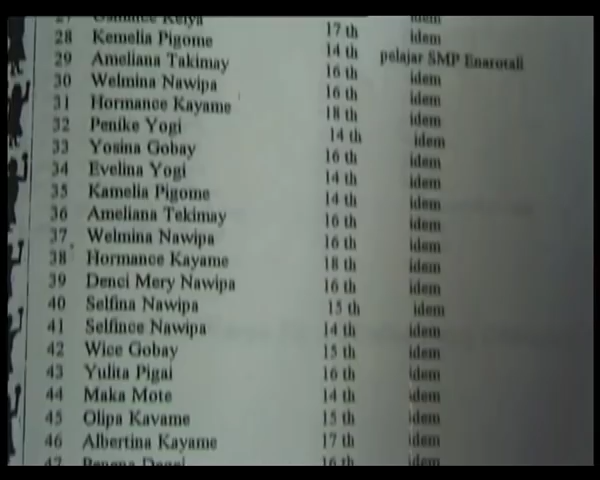 27 Keiya 17 th idem
28 Kemelia Pigome 14 th idem
29 Ameliana Takimay 16 th pelajar SMP Enarotali
30 Welmina Nawipa 16 th idem
31 Hormance Kayame 18 th idem
32 Penike Yogi 14 th idem
33 Yosina Gobay 16 th idem
34 Evelina Yogi 14 th idem
35 Kamelia Pigome 14 th idem
36 Ameliana Tekimay 16 th idem
37 Welmina Nawipa 16 th idem
38 Hormance Kayame 18 th idem
39 Denci Mery Nawipa 16 th idem
40 Selfina Nawipa 15 th idem
41 Selfince Nawipa 14 th idem
42 Wice Gobay 15 th idem
43 Yulita Pigai 16 th idem
44 Maka Mote 14 th idem
45 Olipa Kavame 15 th idem
46 Albertina Kayame 17 th idem
47 16 th idem